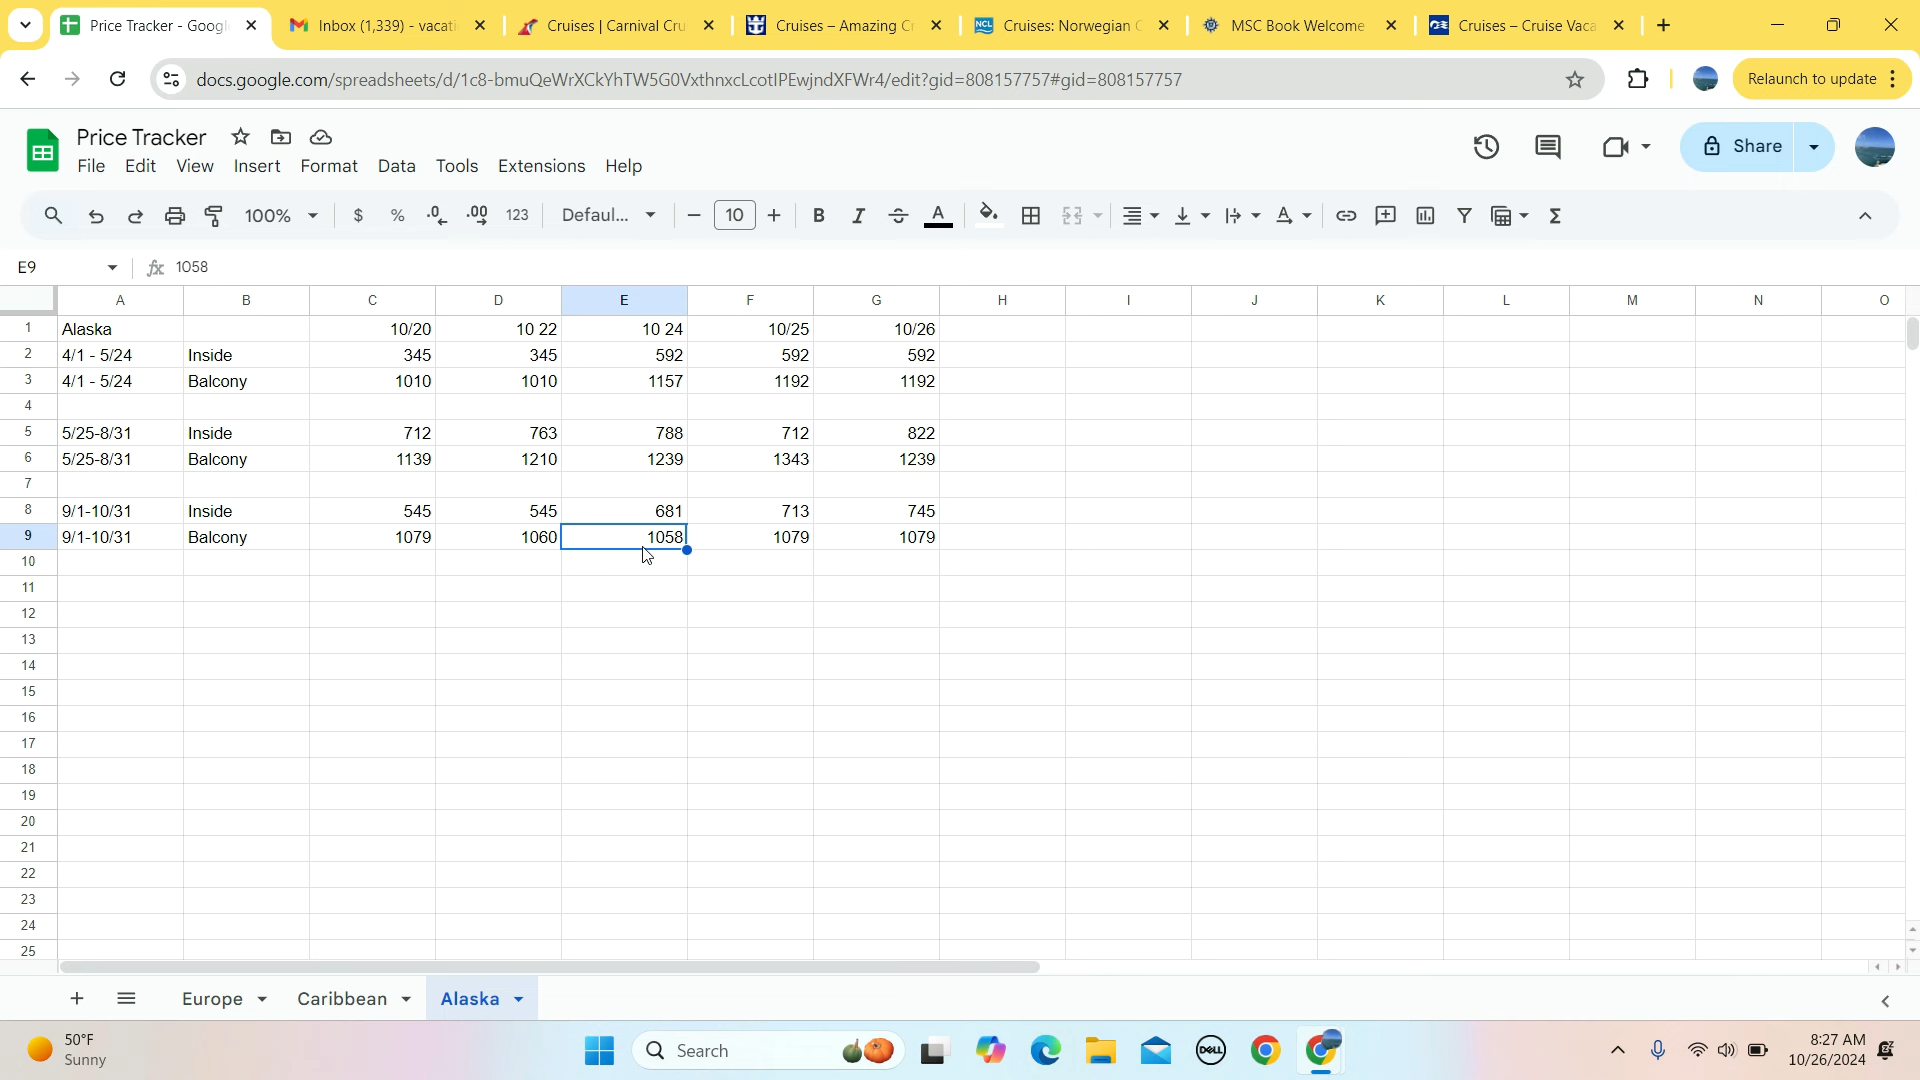 Price Tracker - Googl
Inbox (1,339) - vacati
Cruises | Carnival Cru
Cruises – Amazing Cr
NCL
Cruises: Norwegian C
MSC Book Welcome
Cruises – Cruise Vaca
docs.google.com/spreadsheets/d/1c8-bmuQeWrXCkYhTW5G0VxthnxcLcotIPEwjndXFWr4/edit?gid=808157757#gid=808157757
Relaunch to update
Price Tracker
Share
File Edit View Insert Format Data Tools Extensions Help
100% $ % .0 .00 123 Defaul... 10 B I S A
E9 fx 1058
A B C D E F G H I J K L M N O
1 Alaska 10/20 10 22 10 24 10/25 10/26
2 4/1 - 5/24 Inside 345 345 592 592 592
3 4/1 - 5/24 Balcony 1010 1010 1157 1192 1192
4
5 5/25-8/31 Inside 712 763 788 712 822
6 5/25-8/31 Balcony 1139 1210 1239 1343 1239
7
8 9/1-10/31 Inside 545 545 681 713 745
9 9/1-10/31 Balcony 1079 1060 1058 1079 1079
10
11
12
13
14
15
16
17
18
19
20
21
22
23
24
25
Europe Caribbean Alaska
50°F
Sunny
Search
DELL
8:27 AM
10/26/2024